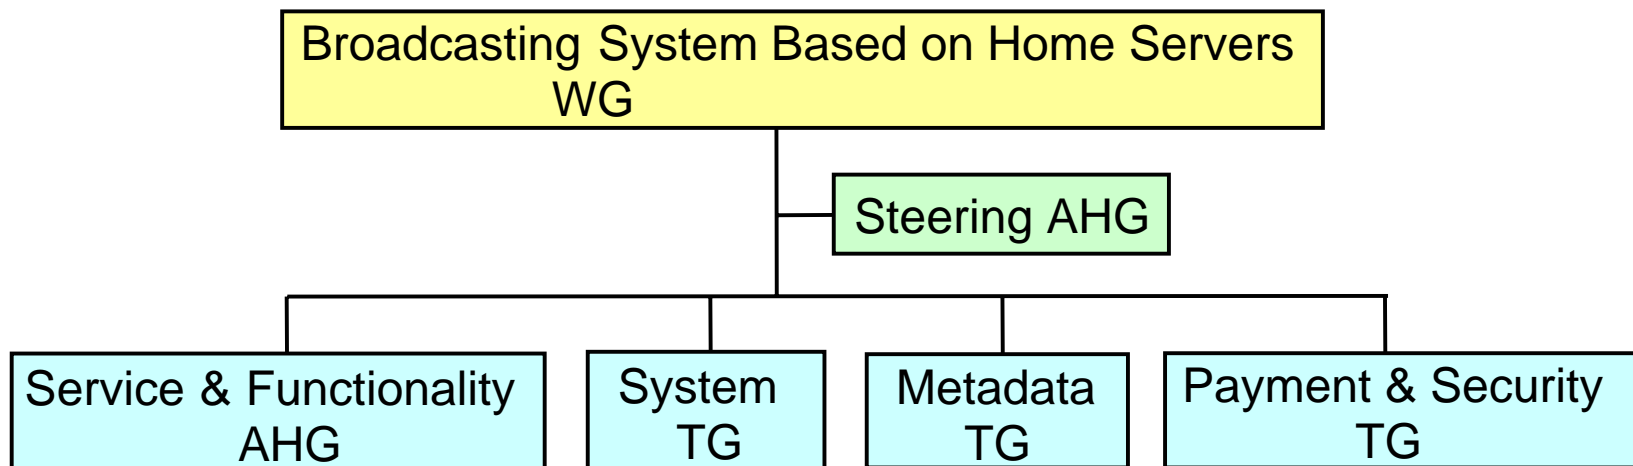 Broadcasting System Based on Home Servers
WG
Steering AHG
Service & Functionality
AHG
System
TG
Metadata
TG
Payment & Security
TG